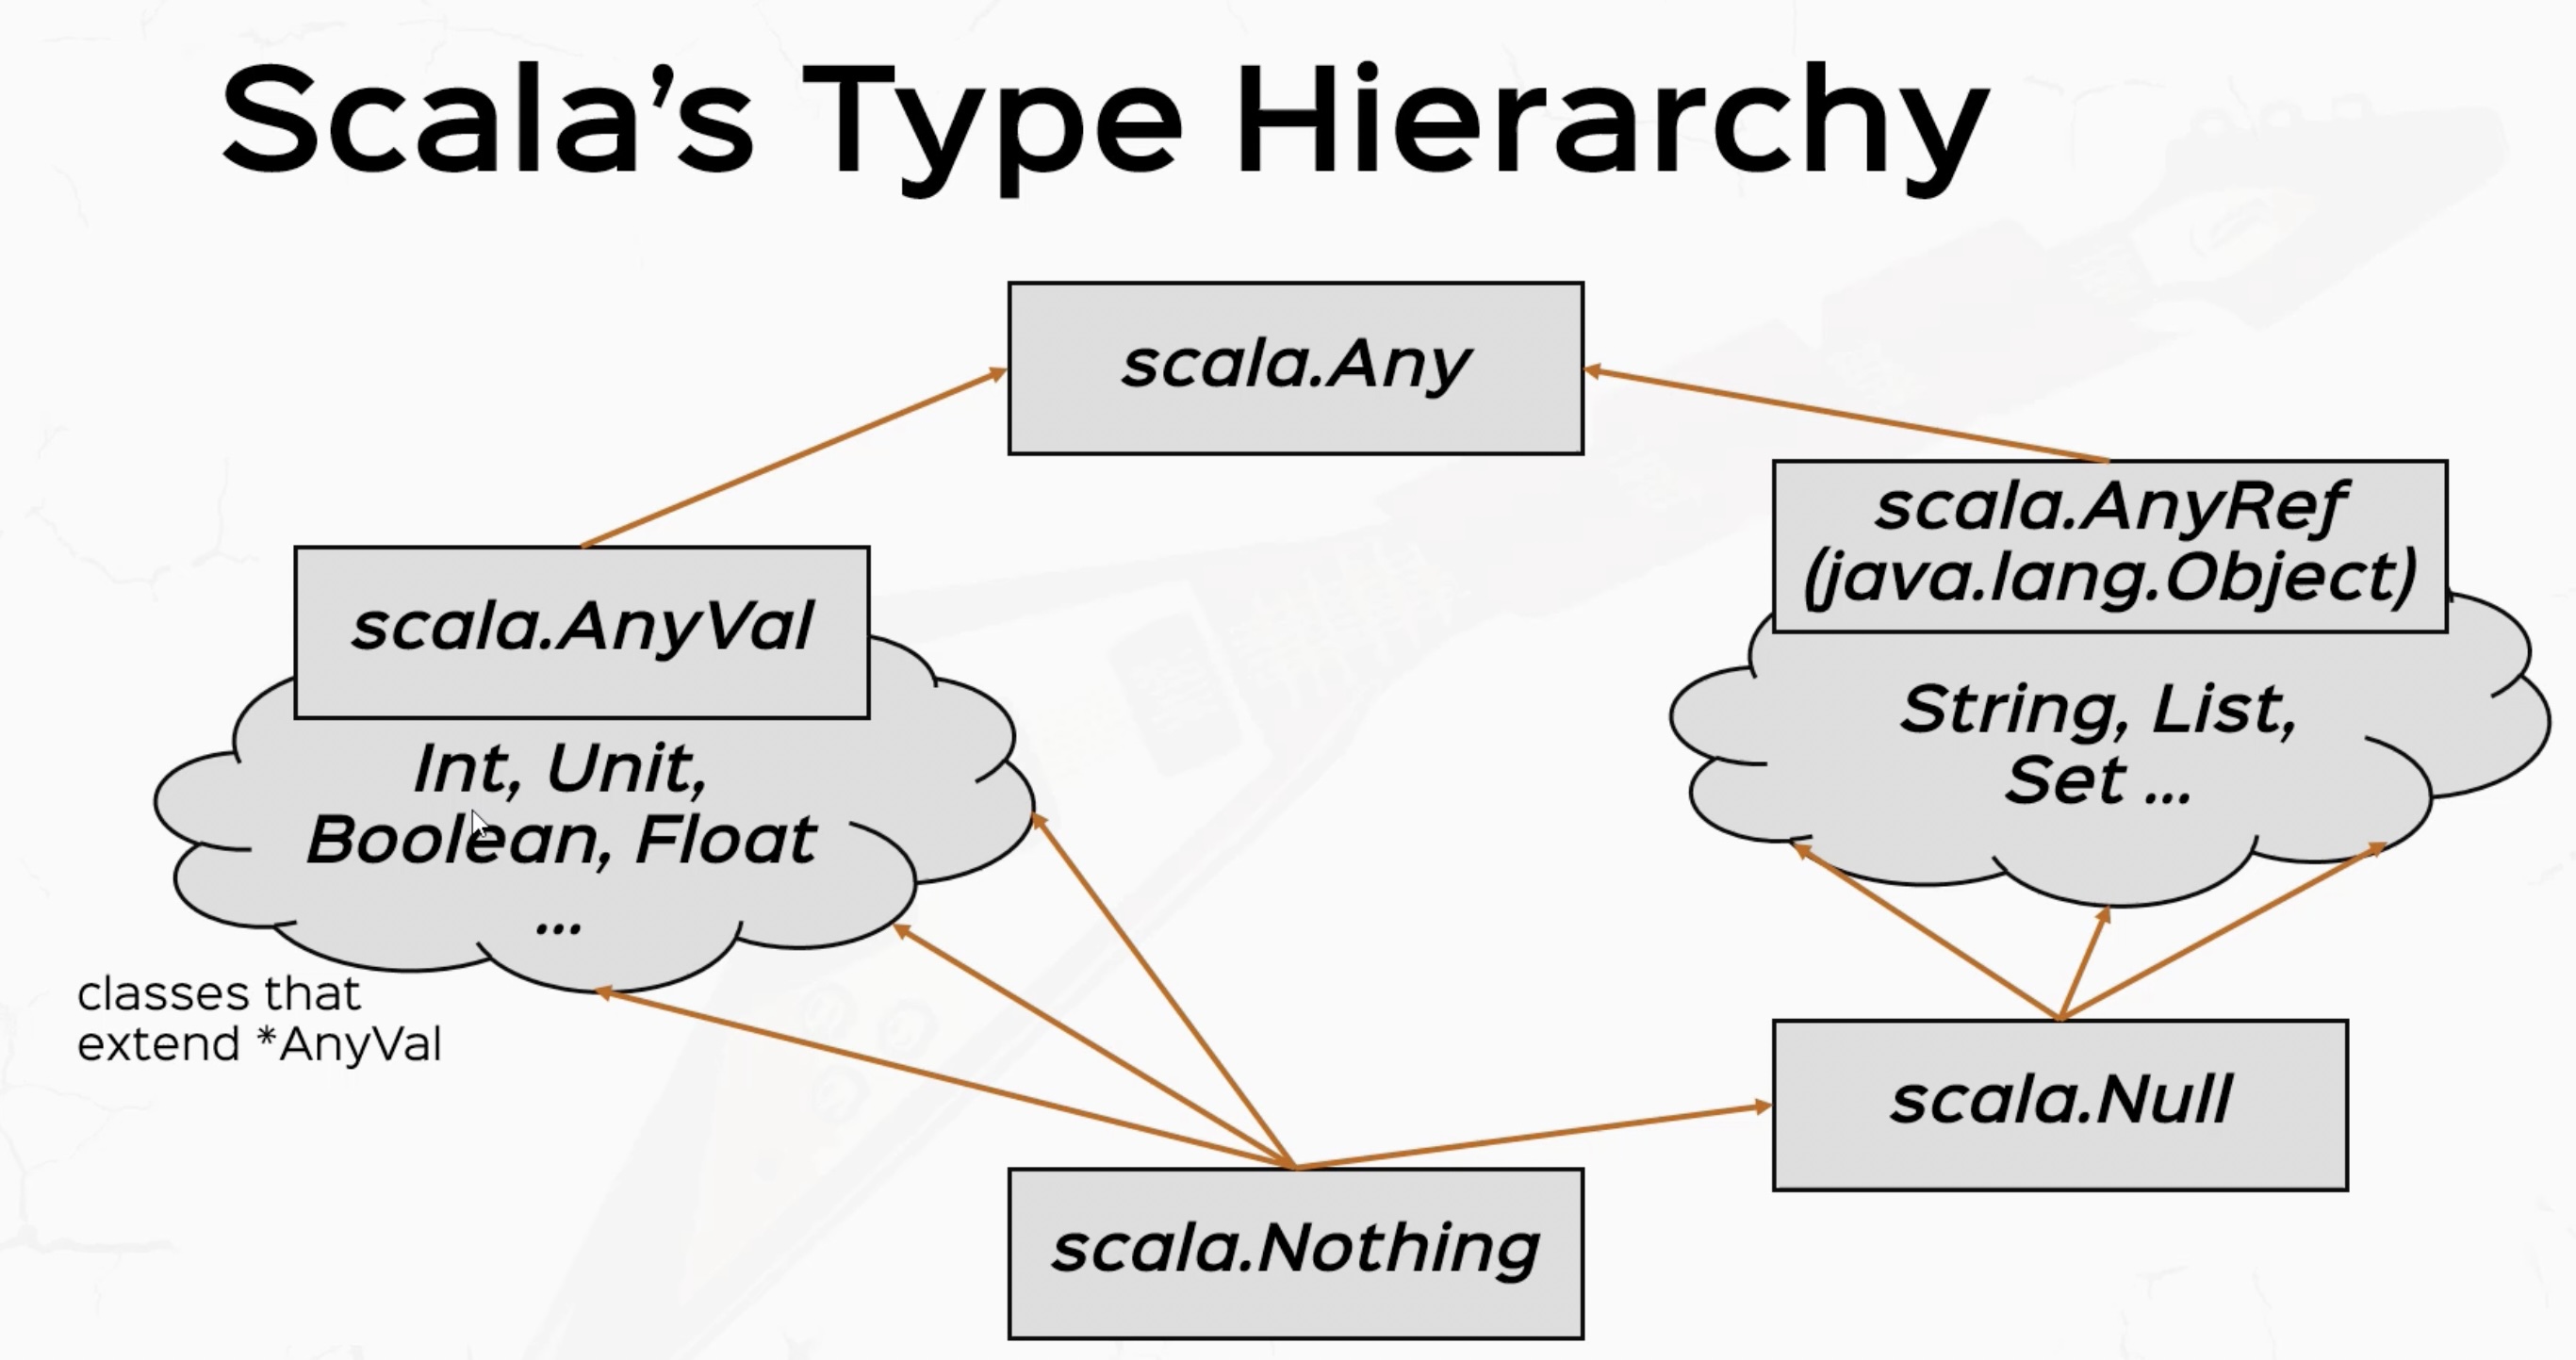 Scala’s Type Hierarchy
scala.Any
scala.AnyRef
(java.lang.Object)
scala.AnyVal
String, List,
Set ...
Int, Unit,
Boolean, Float
...
classes that
extend *AnyVal
scala.Null
scala.Nothing